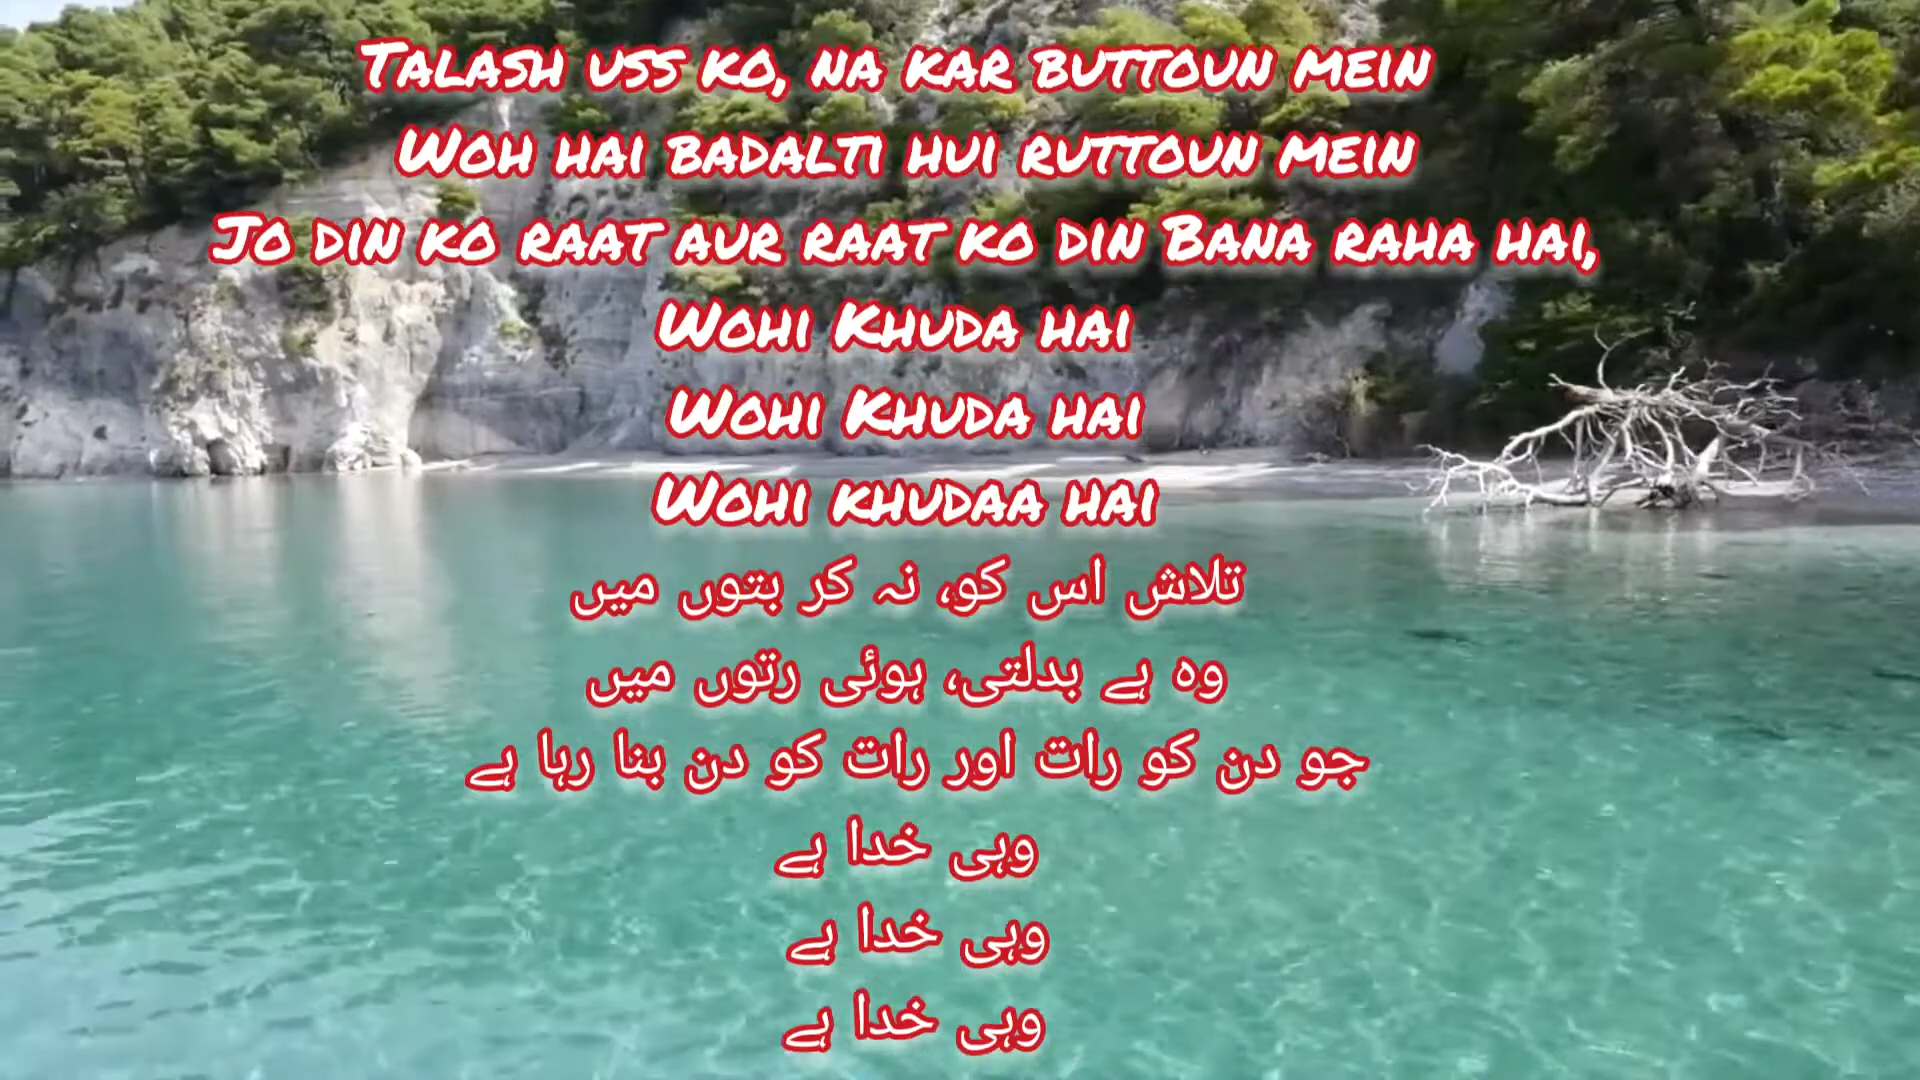 Talash uss ko, na kar buttoun mein
Woh hai badalti hui ruttoun mein
Jo din ko raat aur raat ko din Bana raha hai,
Wohi Khuda hai
Wohi Khuda hai
Wohi khudaa hai
تلاش اس کو، نہ کر بتوں میں
وہ ہے بدلتی، ہوئی رتوں میں
جو دن کو رات اور رات کو دن بنا رہا ہے
وہی خدا ہے
وہی خدا ہے
وہی خدا ہے